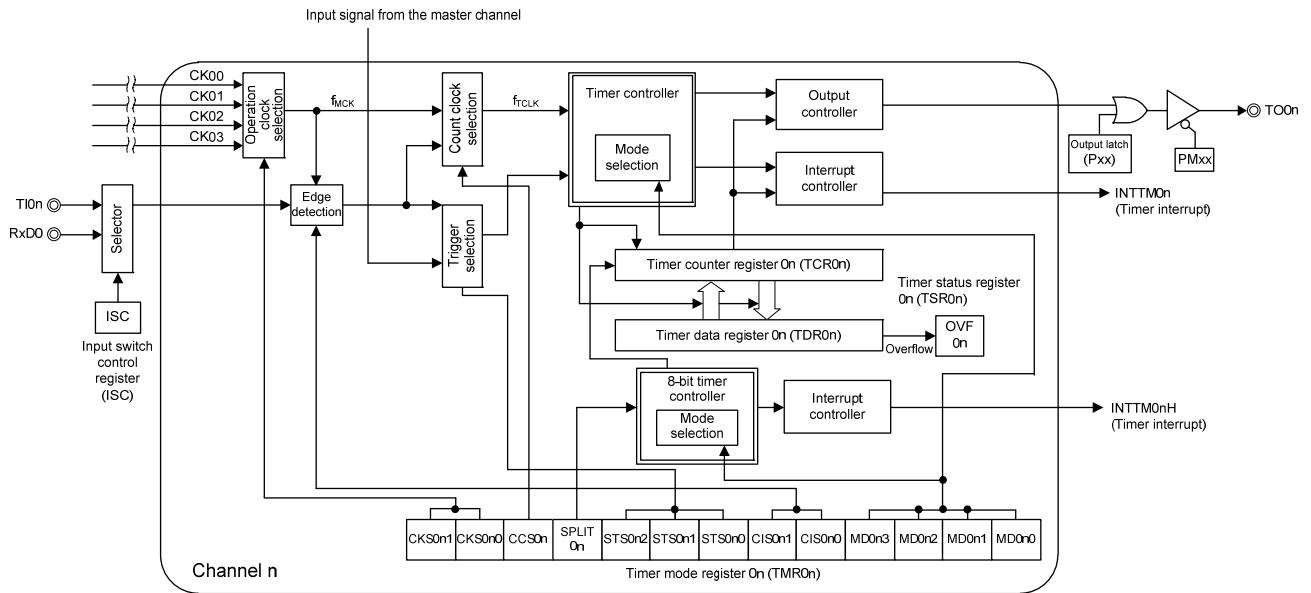 Input signal from the master channel
CK00
CK01
CK02
CK03
Operation
clock
selection
fMCK
Count clock
selection
fTCLK
Timer controller
Mode
selection
Output
controller
Interrupt
controller
Output latch
(Pxx)
PMxx
TO0n
INTTM0n
(Timer interrupt)
TI0n
RxD0
Selector
Edge
detection
Trigger
selection
ISC
Input switch
control
register
(ISC)
Timer counter register 0n (TCR0n)
Timer status register
0n (TSR0n)
Timer data register 0n (TDR0n)
Overflow
OVF
0n
8-bit timer
controller
Mode
selection
Interrupt
controller
INTTM0nH
(Timer interrupt)
CKS0n1
CKS0n0
CCS0n
SPLIT
0n
STS0n2
STS0n1
STS0n0
CIS0n1
CIS0n0
MD0n3
MD0n2
MD0n1
MD0n0
Channel n
Timer mode register 0n (TMR0n)